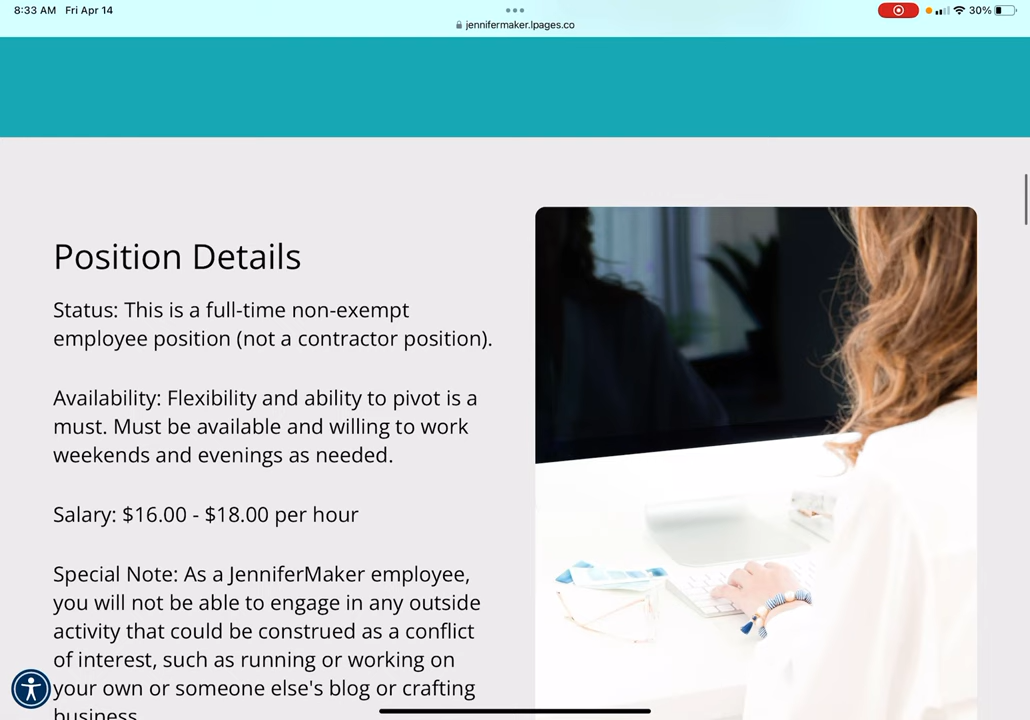 8:33 AM Fri Apr 14
30%
jennifermaker.lpages.co
Position Details
Status: This is a full-time non-exempt
employee position (not a contractor position).
Availability: Flexibility and ability to pivot is a
must. Must be available and willing to work
weekends and evenings as needed.
Salary: $16.00 - $18.00 per hour
Special Note: As a JenniferMaker employee,
you will not be able to engage in any outside
activity that could be construed as a conflict
of interest, such as running or working on
your own or someone else's blog or crafting
business